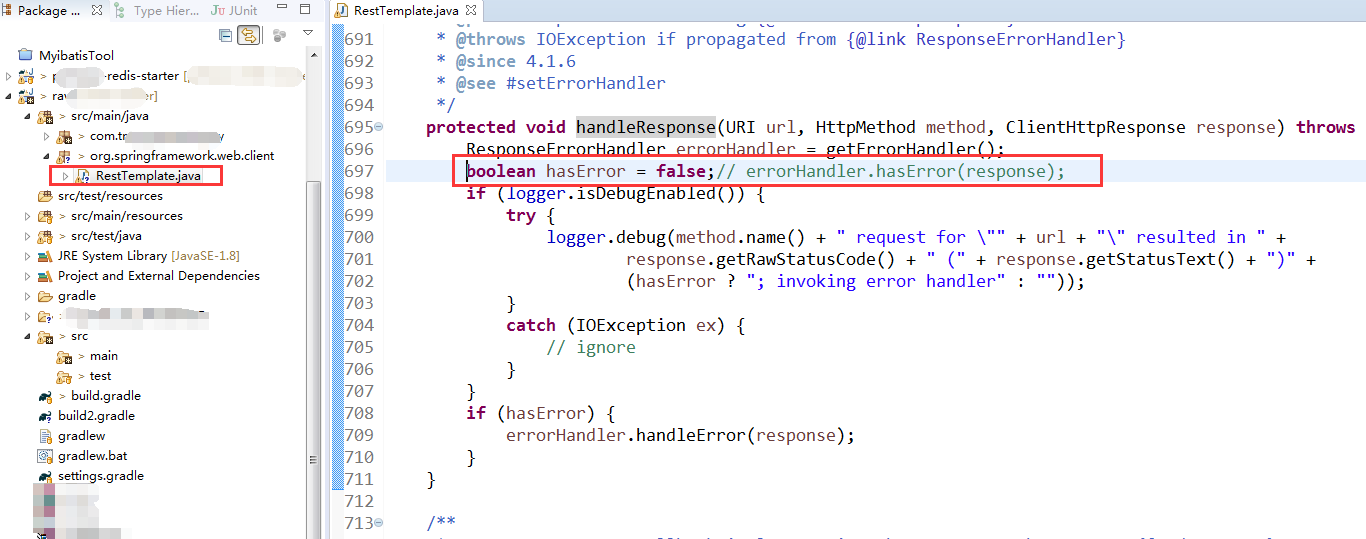 Package ...
Type Hier...
JUnit
MyibatisTool
-redis-starter [
src/main/java
org.springframework.web.client
RestTemplate.java
src/test/resources
> src/main/resources
> src/test/java
JRE System Library [JavaSE-1.8]
Project and External Dependencies
gradle
> src
> main
> test
> build.gradle
build2.gradle
gradlew
gradlew.bat
settings.gradle
RestTemplate.java
691 * @throws IOException if propagated from {@link ResponseErrorHandler}
692 * @since 4.1.6
693 * @see #setErrorHandler
694 */
695 protected void handleResponse(URI url, HttpMethod method, ClientHttpResponse response) throws
696 ResponseErrorHandler errorHandler = getErrorHandler();
697 boolean hasError = false;// errorHandler.hasError(response);
698 if (logger.isDebugEnabled()) {
699 try {
700 logger.debug(method.name() + " request for \"" + url + "\" resulted in " +
701 response.getRawStatusCode() + " (" + response.getStatusText() + ")" +
702 (hasError ? "; invoking error handler" : ""));
703 }
704 catch (IOException ex) {
705 // ignore
706 }
707 }
708 if (hasError) {
709 errorHandler.handleError(response);
710 }
711 }
712
713 /**